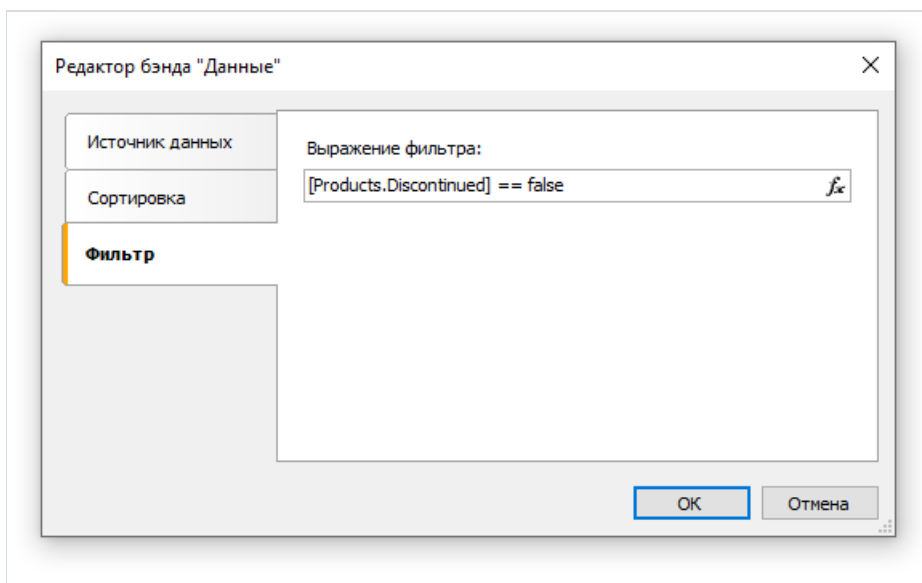 Редактор бэнда "Данные"
Источник данных
Сортировка
Фильтр
Выражение фильтра:
[Products.Discontinued] == false
fx
OK
Отмена